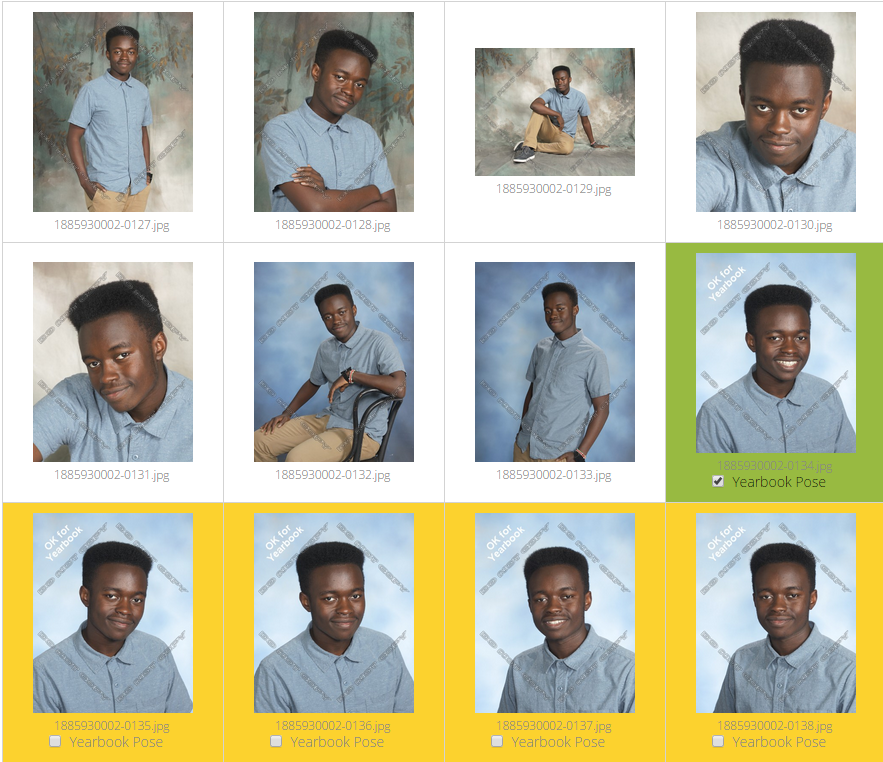 1885930002-0127.jpg
1885930002-0128.jpg
1885930002-0129.jpg
1885930002-0130.jpg
1885930002-0131.jpg
1885930002-0132.jpg
1885930002-0133.jpg
OK for
Yearbook
1885930002-0134.jpg
Yearbook Pose
OK for
Yearbook
1885930002-0135.jpg
Yearbook Pose
OK for
Yearbook
1885930002-0136.jpg
Yearbook Pose
OK for
Yearbook
1885930002-0137.jpg
Yearbook Pose
OK for
Yearbook
1885930002-0138.jpg
Yearbook Pose